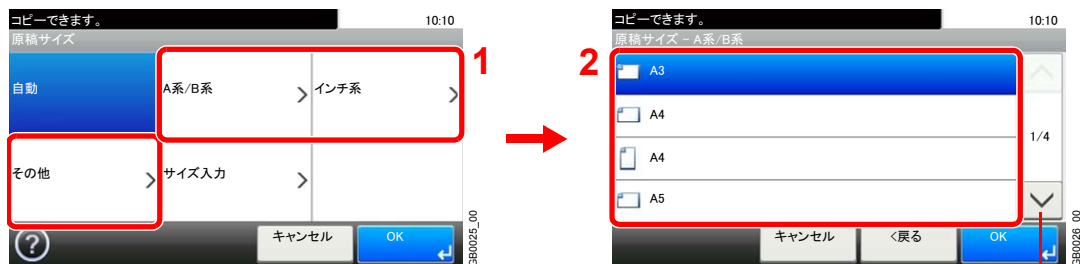 コピーできます。 10:10
原稿サイズ
自動
A系/B系
インチ系
その他
サイズ入力
キャンセル
OK
GB0025_00
1
2
コピーできます。 10:10
原稿サイズ - A系/B系
A3
A4
A4
A5
1/4
キャンセル
<戻る
OK
GB0026_00